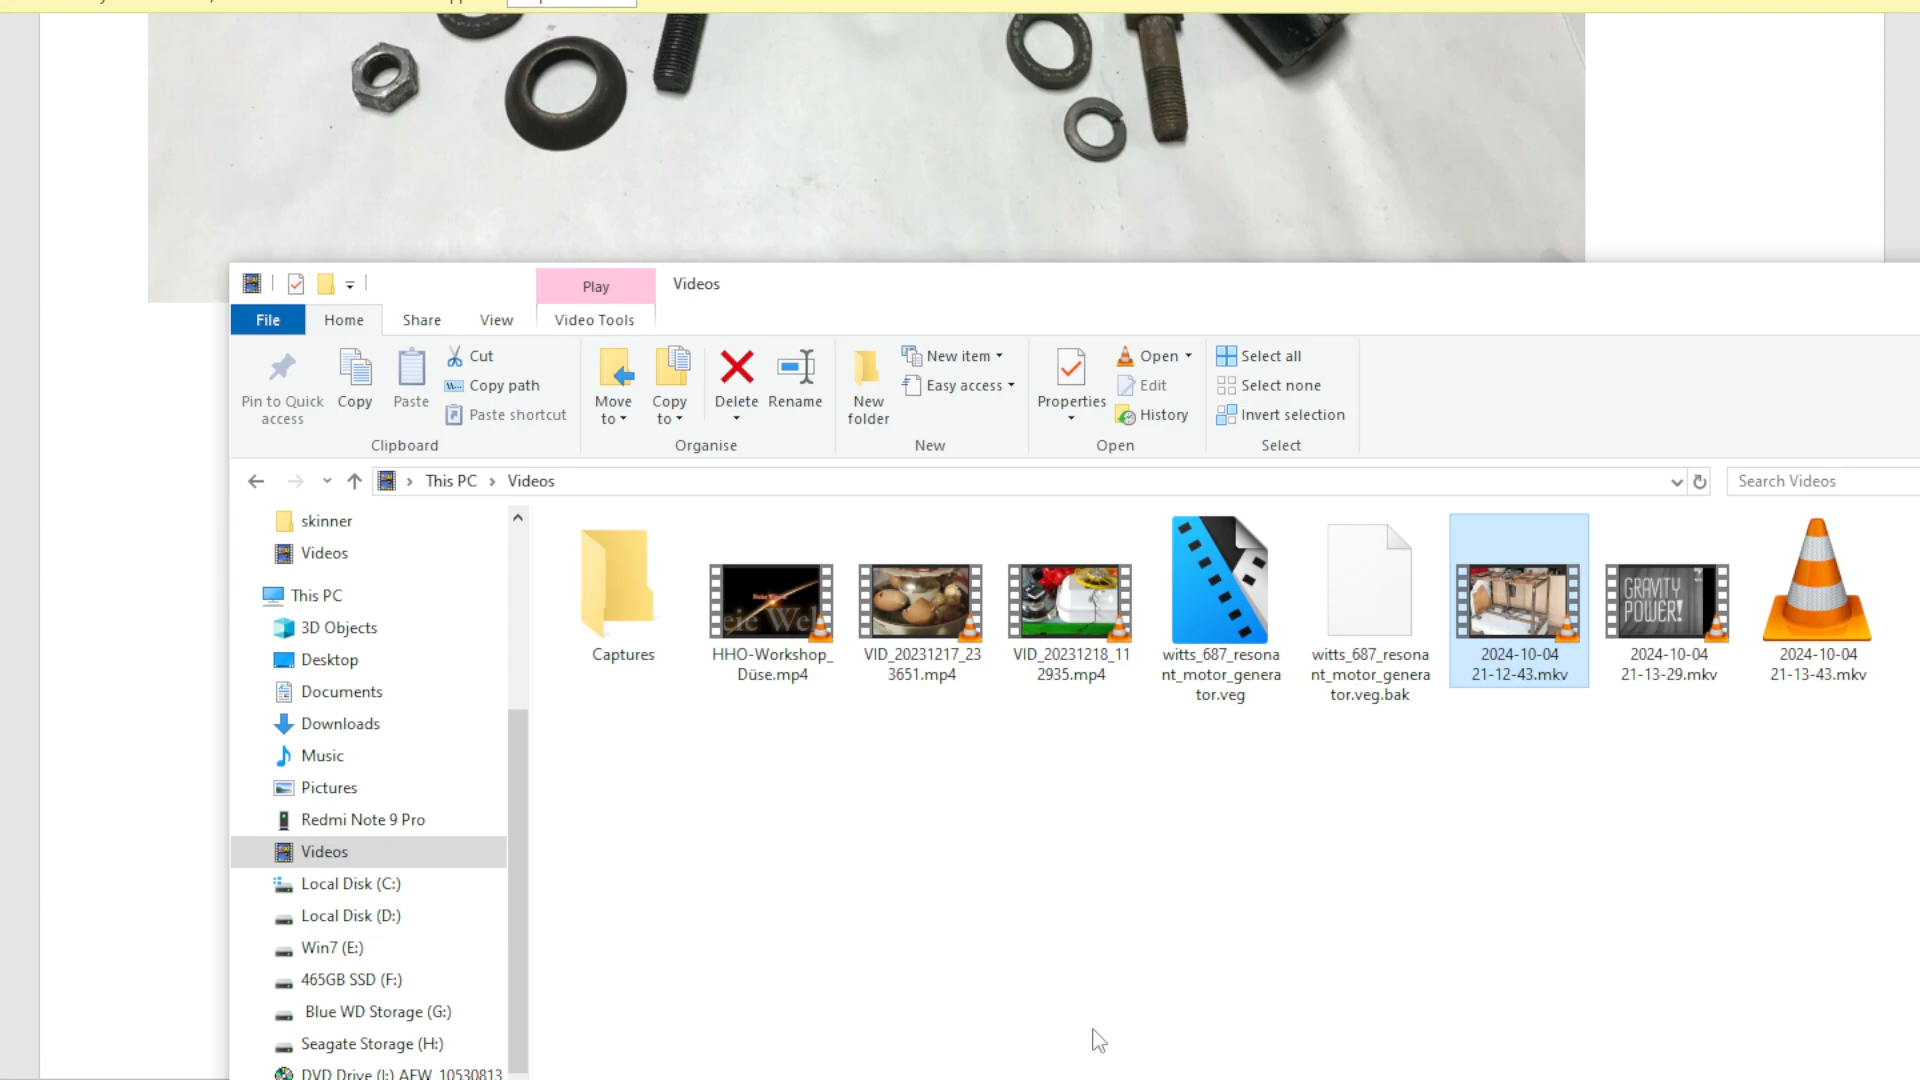 Play
Videos
File
Home
Share
View
Video Tools
Pin to Quick
access
Copy
Paste
Cut
Copy path
Paste shortcut
Clipboard
Move
to
Copy
to
Delete
Rename
Organise
New
folder
New item
Easy access
New
Properties
Open
Edit
History
Open
Select all
Select none
Invert selection
Select
This PC
Videos
Search Videos
skinner
Videos
This PC
3D Objects
Desktop
Documents
Downloads
Music
Pictures
Redmi Note 9 Pro
Videos
Local Disk (C:)
Local Disk (D:)
Win7 (E:)
465GB SSD (F:)
Blue WD Storage (G:)
Seagate Storage (H:)
DVD Drive (I:) AFW_10530813
Captures
HHO-Workshop_
Düse.mp4
VID_20231217_23
3651.mp4
VID_20231218_11
2935.mp4
witts_687_resona
nt_motor_genera
tor.veg
witts_687_resona
nt_motor_genera
tor.veg.bak
2024-10-04
21-12-43.mkv
GRAVITY
POWER!
2024-10-04
21-13-29.mkv
2024-10-04
21-13-43.mkv